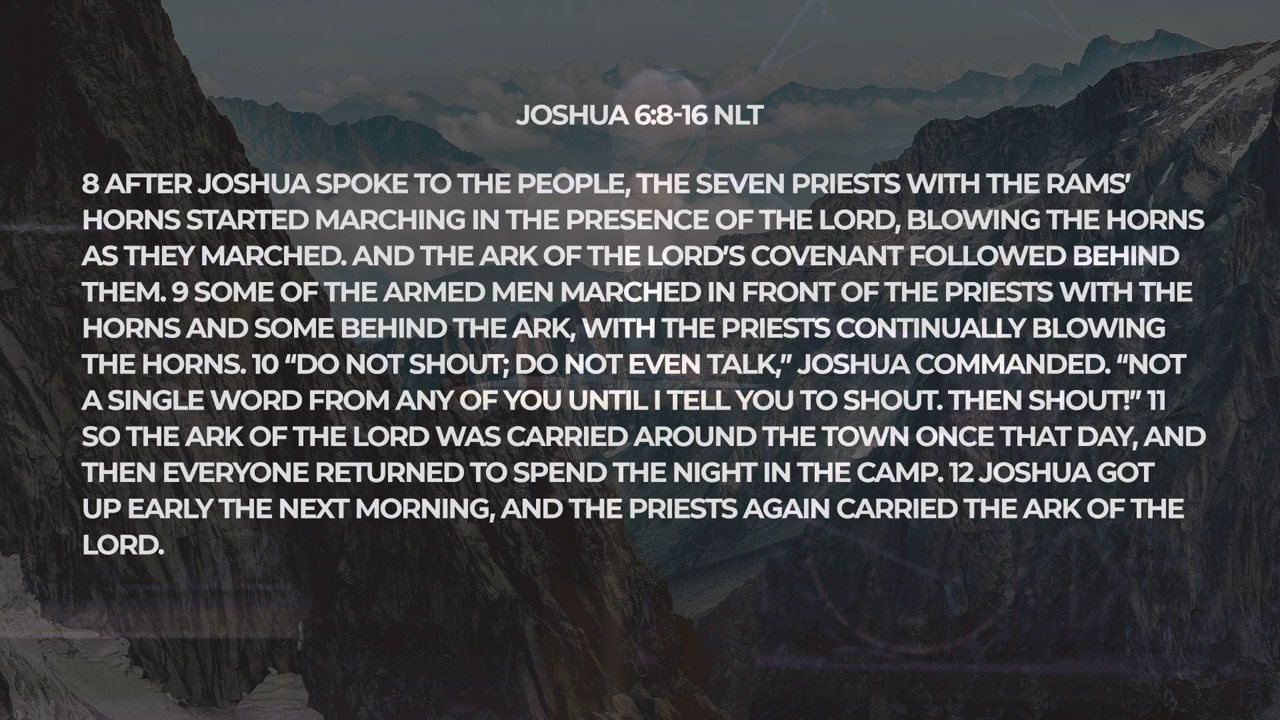 JOSHUA 6:8-16 NLT
8 AFTER JOSHUA SPOKE TO THE PEOPLE, THE SEVEN PRIESTS WITH THE RAMS’
HORNS STARTED MARCHING IN THE PRESENCE OF THE LORD, BLOWING THE HORNS
AS THEY MARCHED. AND THE ARK OF THE LORD’S COVENANT FOLLOWED BEHIND
THEM. 9 SOME OF THE ARMED MEN MARCHED IN FRONT OF THE PRIESTS WITH THE
HORNS AND SOME BEHIND THE ARK, WITH THE PRIESTS CONTINUALLY BLOWING
THE HORNS. 10 “DO NOT SHOUT; DO NOT EVEN TALK,” JOSHUA COMMANDED. “NOT
A SINGLE WORD FROM ANY OF YOU UNTIL I TELL YOU TO SHOUT. THEN SHOUT!” 11
SO THE ARK OF THE LORD WAS CARRIED AROUND THE TOWN ONCE THAT DAY, AND
THEN EVERYONE RETURNED TO SPEND THE NIGHT IN THE CAMP. 12 JOSHUA GOT
UP EARLY THE NEXT MORNING, AND THE PRIESTS AGAIN CARRIED THE ARK OF THE
LORD.